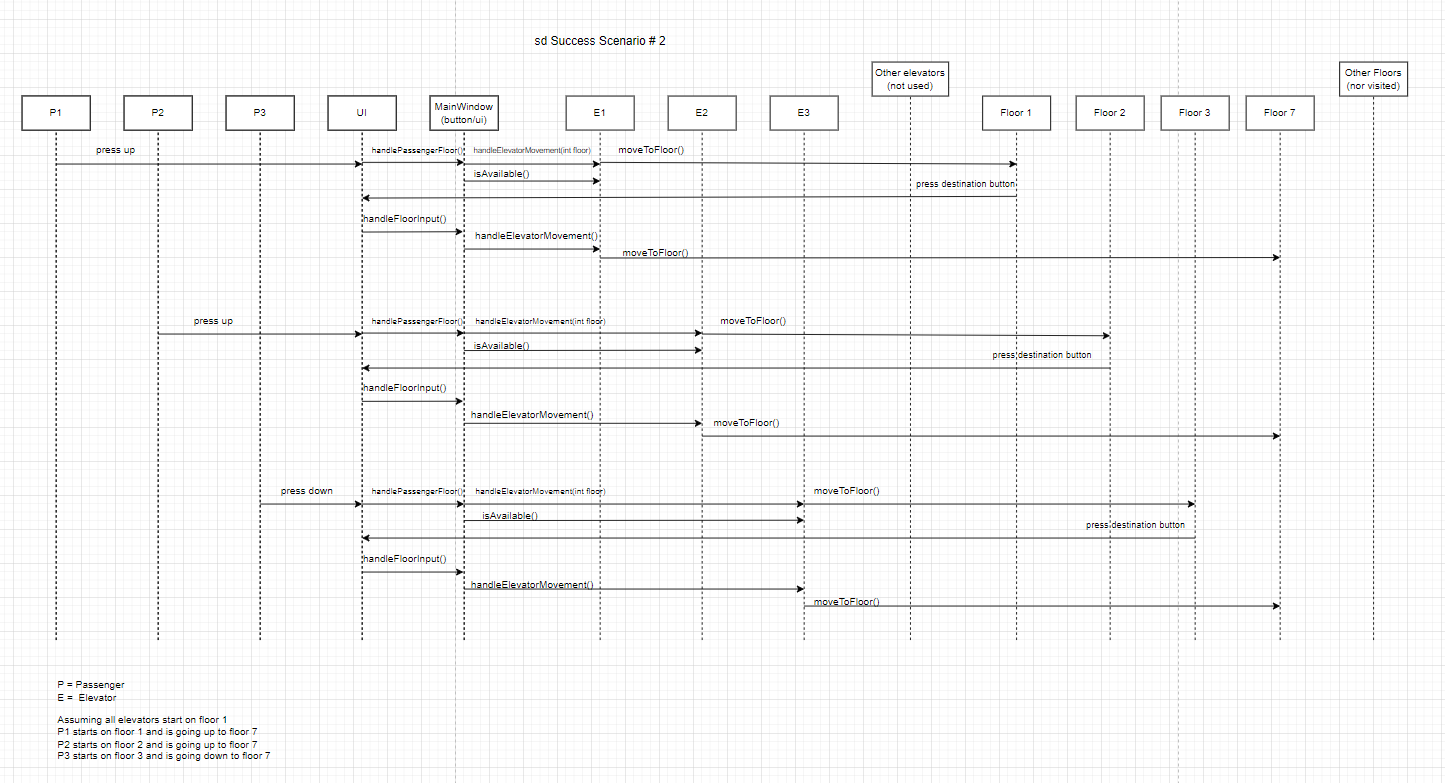 sd Success Scenario # 2
Other elevators
(not used)
Other Floors
(nor visited)
P1
P2
P3
UI
MainWindow
(button/ui)
E1
E2
E3
Floor 1
Floor 2
Floor 3
Floor 7
press up
handlePassengerFloor()
handleElevatorMovement(int floor)
moveToFloor()
isAvailable()
press destination button
handleFloorInput()
handleElevatorMovement()
moveToFloor()
press up
handlePassengerFloor()
handleElevatorMovement(int floor)
moveToFloor()
isAvailable()
press destination button
handleFloorInput()
handleElevatorMovement()
moveToFloor()
press down
handlePassengerFloor()
handleElevatorMovement(int floor)
moveToFloor()
isAvailable()
press destination button
handleFloorInput()
handleElevatorMovement()
moveToFloor()
P = Passenger
E = Elevator
Assuming all elevators start on floor 1
P1 starts on floor 1 and is going up to floor 7
P2 starts on floor 2 and is going up to floor 7
P3 starts on floor 3 and is going down to floor 7